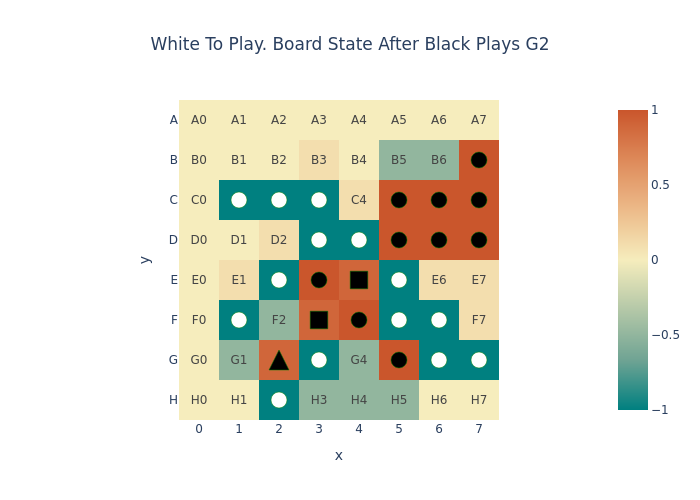 White To Play. Board State After Black Plays G2
A A0 A1 A2 A3 A4 A5 A6 A7
B B0 B1 B2 B3 B4 B5 B6
C C0 C4
D D0 D1 D2
E E0 E1 E6 E7
F F0 F2 F7
G G0 G1 G4
H H0 H1 H3 H4 H5 H6 H7
0 1 2 3 4 5 6 7
x
y
1
0.5
0
−0.5
−1